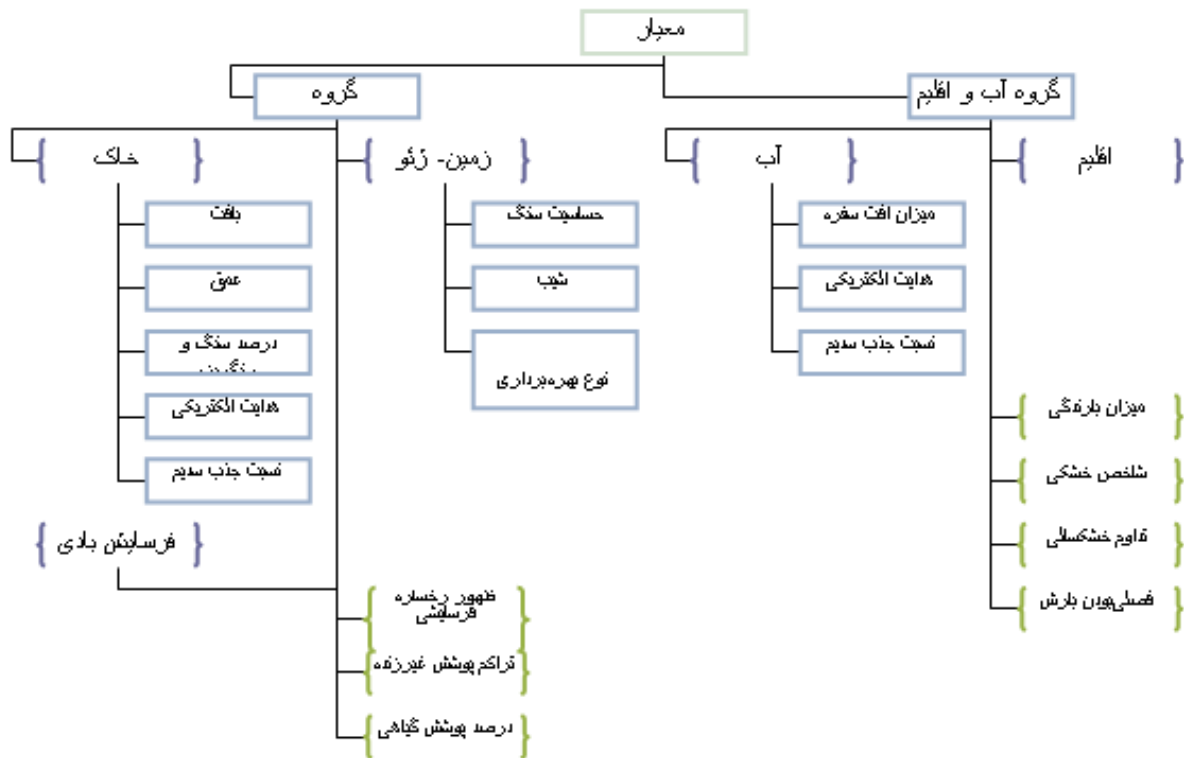 معیار
گروه آب و اقلیم
گروه
اقلیم
آب
زمین- ژئو
خاک
میزان افت سفره
هدایت الکتریکی
نسبت جذب سدیم
حساسیت سنگ
شیب
نوع بهره‌برداری
بافت
عمق
درصد سنگ و
هدایت الکتریکی
نسبت جذب سدیم
میزان بارندگی
شاخص خشکی
تداوم خشکسالی
فصلی‌بودن بارش
فرسایش بادی
ظهور رخساره
فرسایشی
تراکم پوشش غیرزنده
درصد پوشش گیاهی